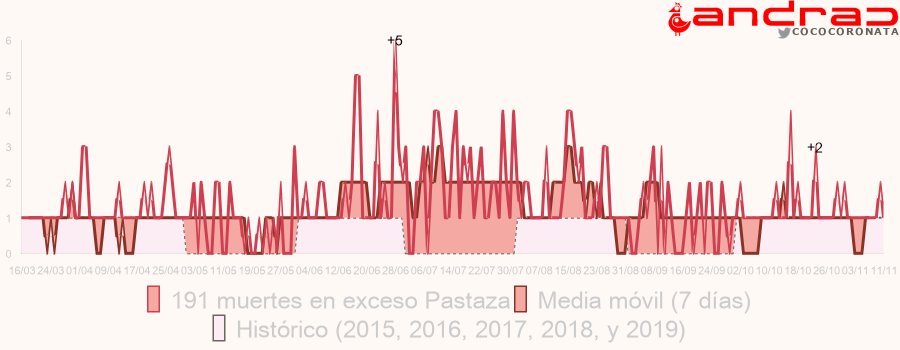 andrac
COCOCORONATA
+5
+2
6
5
4
3
2
1
0
16/03 24/03 01/04 09/04 17/04 25/04 03/05 11/05 19/05 27/05 04/06 12/06 20/06 28/06 06/07 14/07 22/07 30/07 07/08 15/08 23/08 31/08 08/09 16/09 24/09 02/10 10/10 18/10 26/10 03/11 11/11
191 muertes en exceso Pastaza Media móvil (7 días)
Histórico (2015, 2016, 2017, 2018, y 2019)